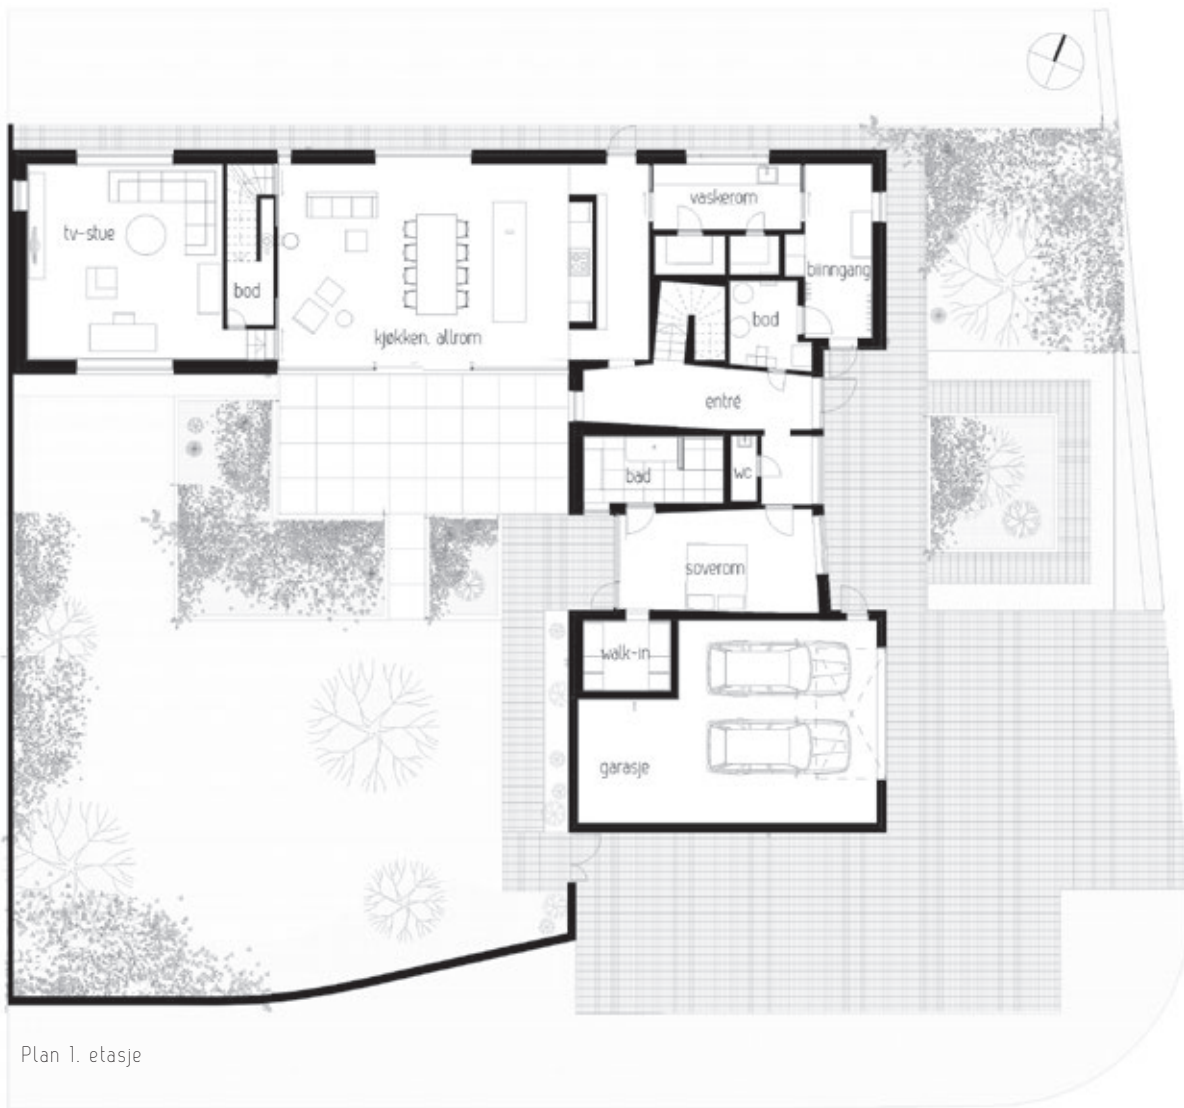 vaskerom
tv-stue
biinngang
bod
bod
kjøkken, allrom
entré
bad
wc
soverom
walk-in
garasje
Plan 1. etasje